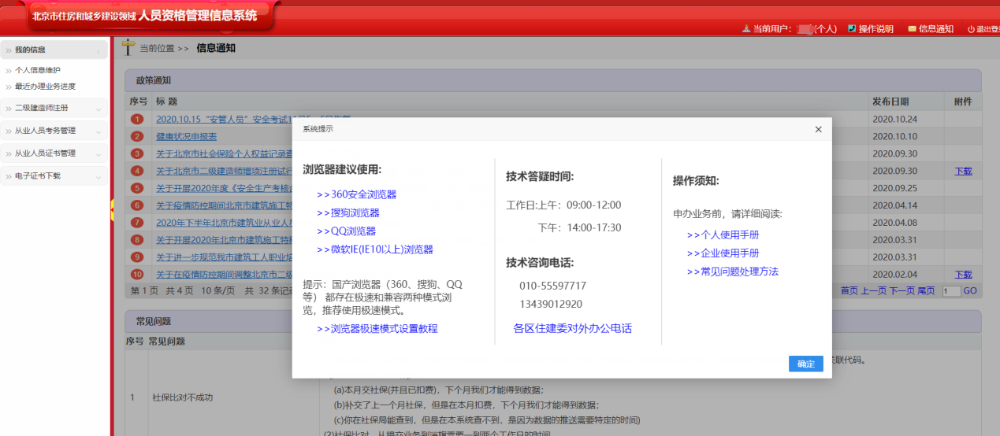 北京市住房和城乡建设领域 人员资格管理信息系统
当前用户： (个人) 操作说明 信息通知 退出登
我的信息
个人信息维护
最近办理业务进度
二级建造师注册
从业人员考务管理
从业人员证书管理
电子证书下载
当前位置 >> 信息通知
政策通知
序号 标 题 发布日期 附件
1 2020.10.15“安管人员”安全考试1 2020.10.24
2 健康状况申报表 2020.10.10
3 关于北京市社会保险个人权益记录查 2020.09.30
4 关于北京市二级建造师增项注册试行 2020.09.30 下载
5 关于开展2020年度《安全生产考核合 2020.09.25
6 关于疫情防控期间北京市建筑施工特 2020.04.14
7 2020年下半年北京市建筑业从业人员 2020.04.08
8 关于开展2020年北京市建筑施工特种 2020.03.31
9 关于进一步规范我市建筑工人职业培 2020.03.31
10 关于在疫情防控期间调整北京市二级 2020.02.04 下载
第 1 页 共 4 页 10 条/页 共 32 条记录 首页 上一页 下一页 尾页 1 GO
常见问题
序号 常见问题
1 社保比对不成功
关联代码。
(a)本月交社保(并且已扣费)，下个月我们才能得到数据；
(b)补交了上一个月社保，但是在本月扣费，下个月我们才能得到数据；
(c)你在社保局能查到，但是在本系统查不到，是因为数据的推送需要特定的时间)
系统提示 ×
浏览器建议使用:
>>360安全浏览器
>>搜狗浏览器
>>QQ浏览器
>>微软IE(IE10以上)浏览器
提示：国产浏览器（360、搜狗、QQ
等） 都存在极速和兼容两种模式浏
览，推荐使用极速模式。
>>浏览器极速模式设置教程
技术答疑时间:
工作日:上午：09:00-12:00
下午：14:00-17:30
技术咨询电话:
010-55597717
13439012920
各区住建委对外办公电话
操作须知:
申办业务前，请详细阅读:
>>个人使用手册
>>企业使用手册
>>常见问题处理方法
确定